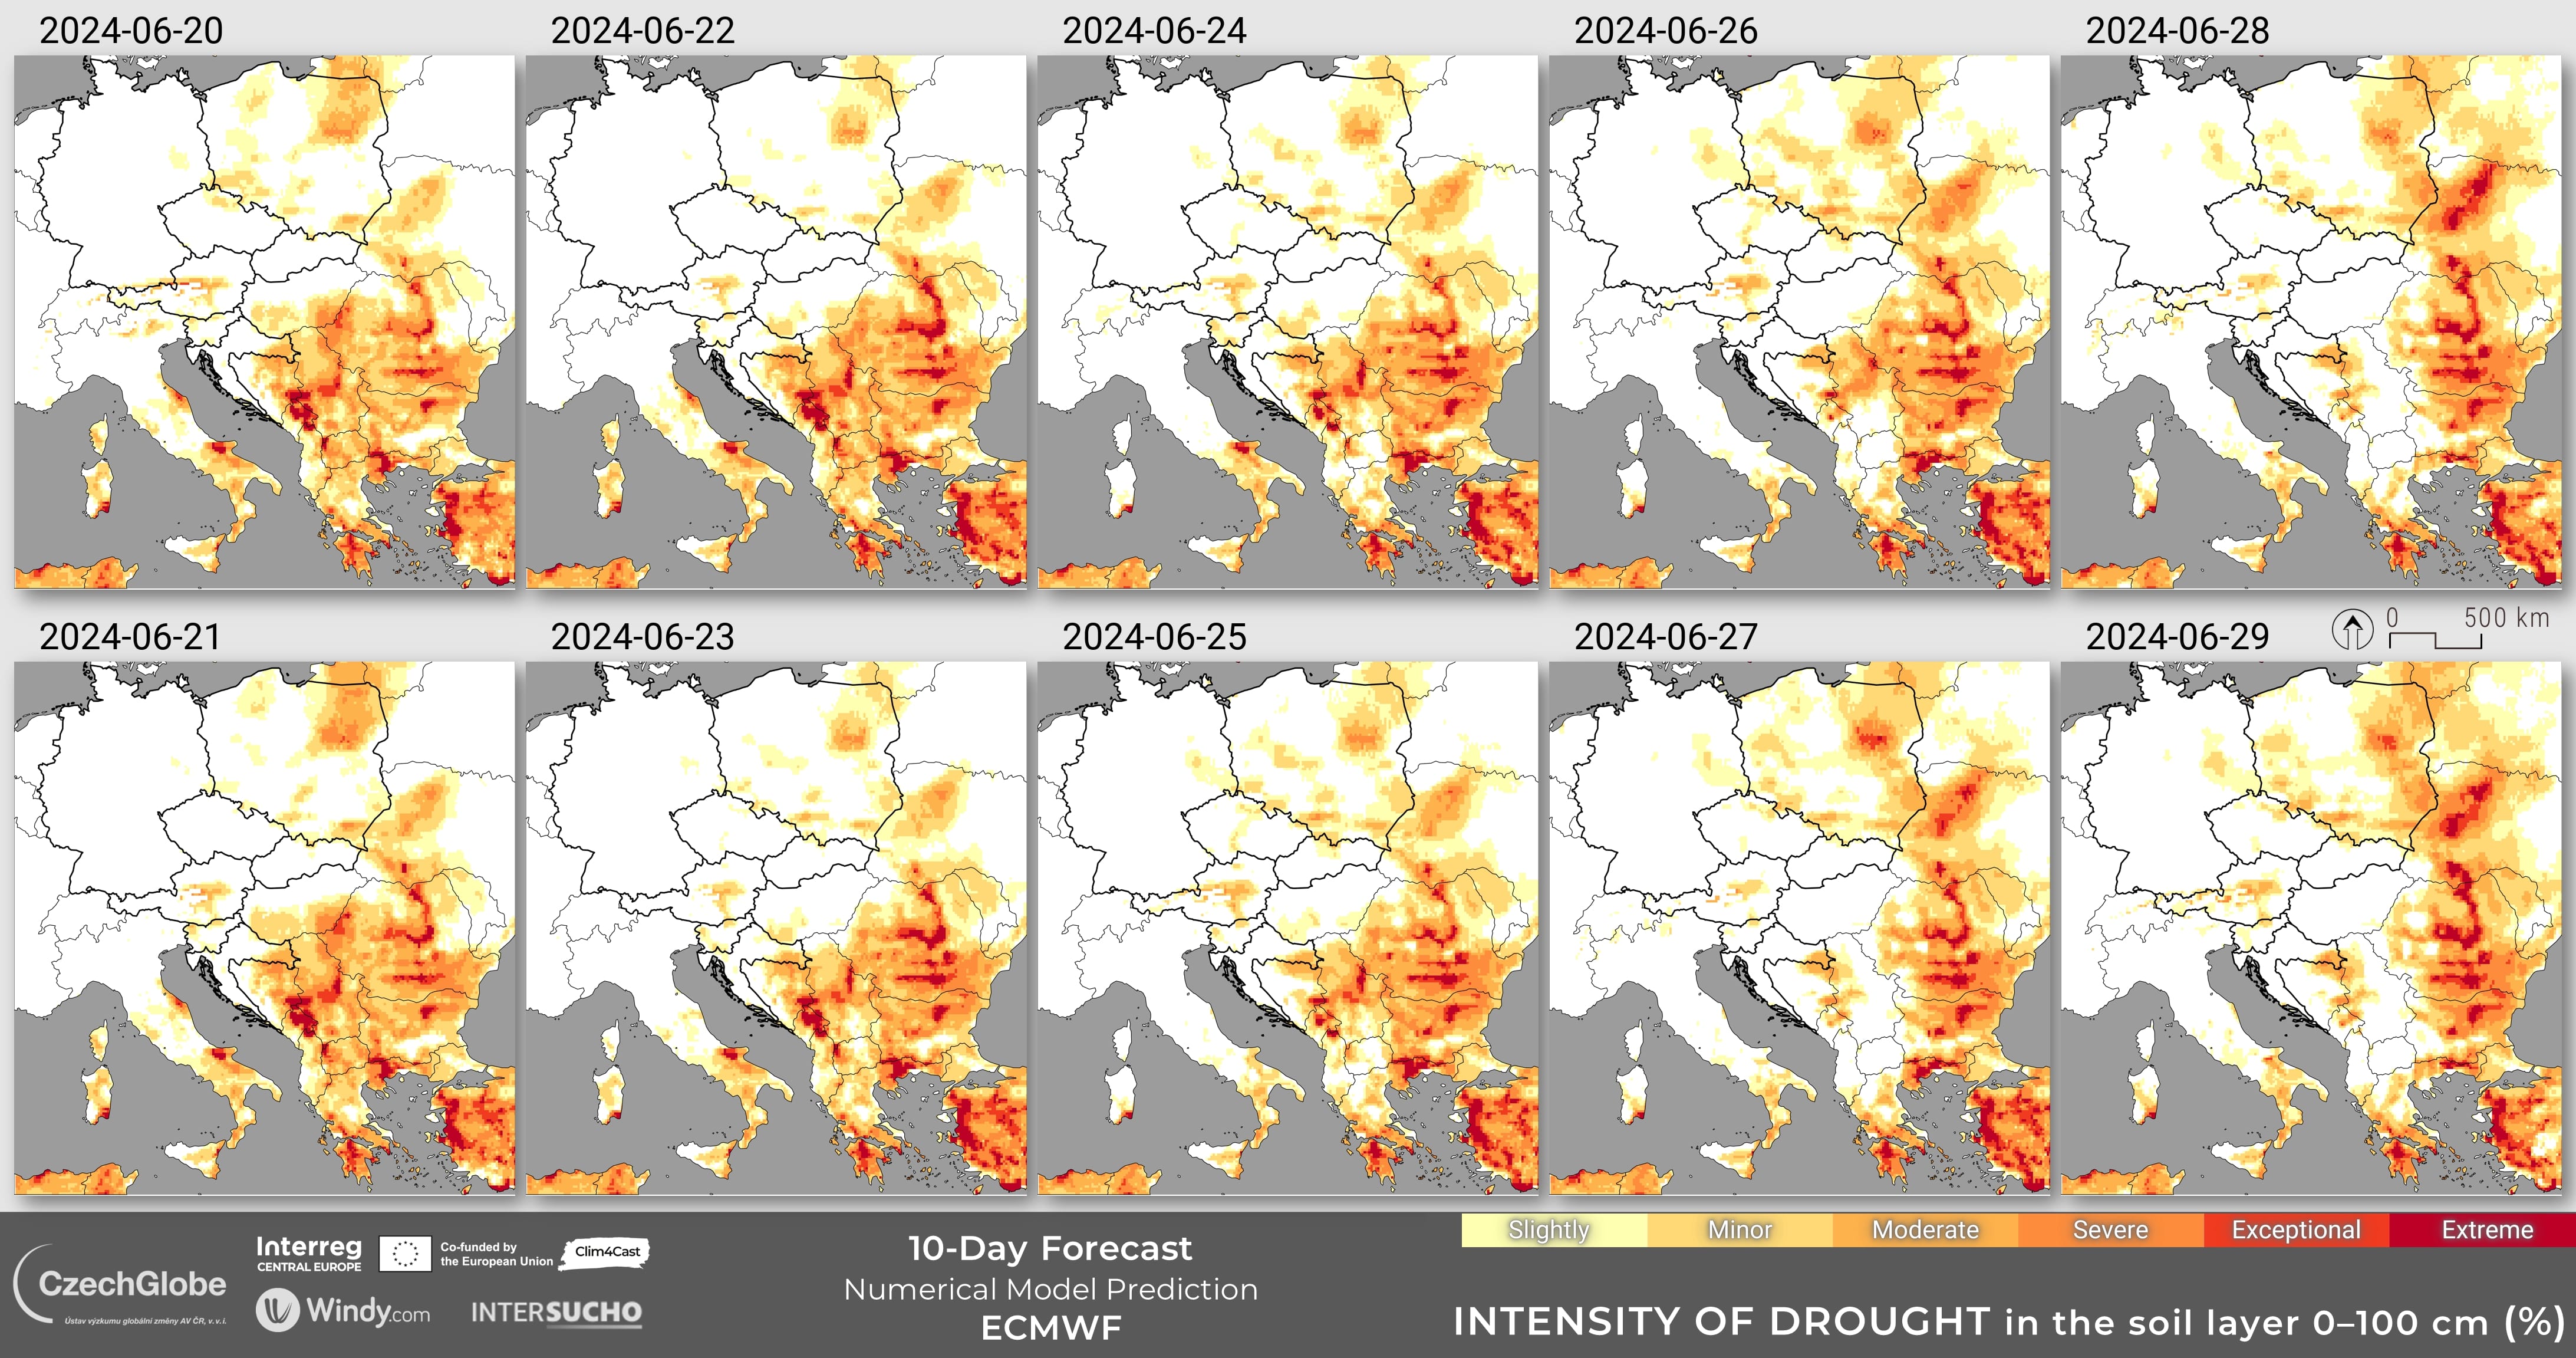 2024-06-20
2024-06-22
2024-06-24
2024-06-26
2024-06-28
0 500 km
2024-06-21
2024-06-23
2024-06-25
2024-06-27
2024-06-29
Slightly Minor Moderate Severe Exceptional Extreme
Interreg
CENTRAL EUROPE
Co-funded by
the European Union
Clim4Cast
CzechGlobe
Ústav výzkumu globální změny AV ČR, v. v. i.
Windy.com
INTERSUCHO
10-Day Forecast
Numerical Model Prediction
ECMWF
INTENSITY OF DROUGHT in the soil layer 0–100 cm (%)